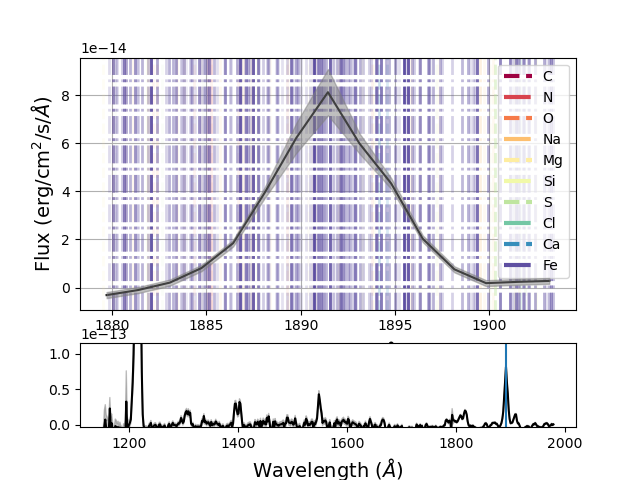 1e−14
Flux (erg/cm²/s/Å)
8
6
4
2
0
C
N
O
Na
Mg
Si
S
Cl
Ca
Fe
1880 1885 1890 1895 1900
1e−13
1.0
0.5
0.0
1200 1400 1600 1800 2000
Wavelength (Å)